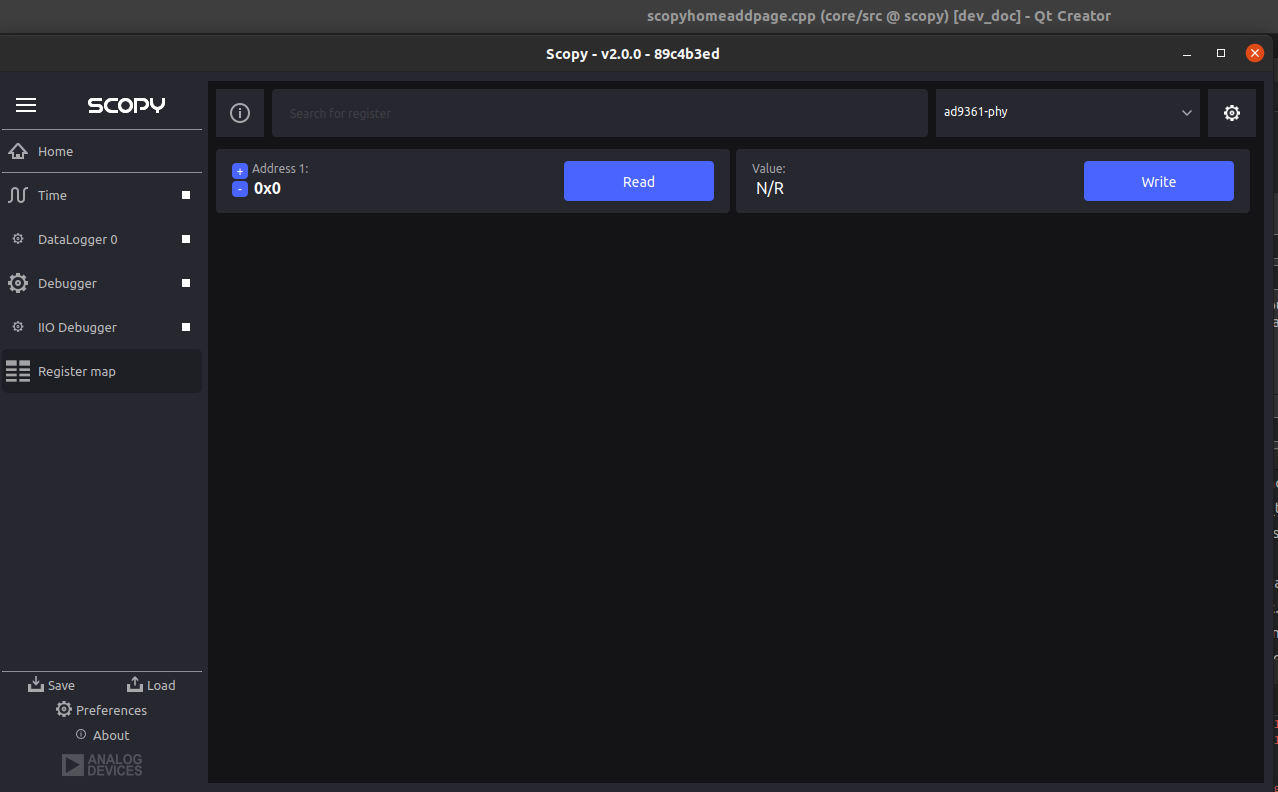 scopyhomeaddpage.cpp (core/src @ scopy) [dev_doc] - Qt Creator
Scopy - v2.0.0 - 89c4b3ed
SCOPY
Search for register
ad9361-phy
Home
Address 1:
+
-
0x0
Read
Value:
N/R
Write
Time
DataLogger 0
Debugger
IIO Debugger
Register map
Save
Load
Preferences
About
ANALOG
DEVICES